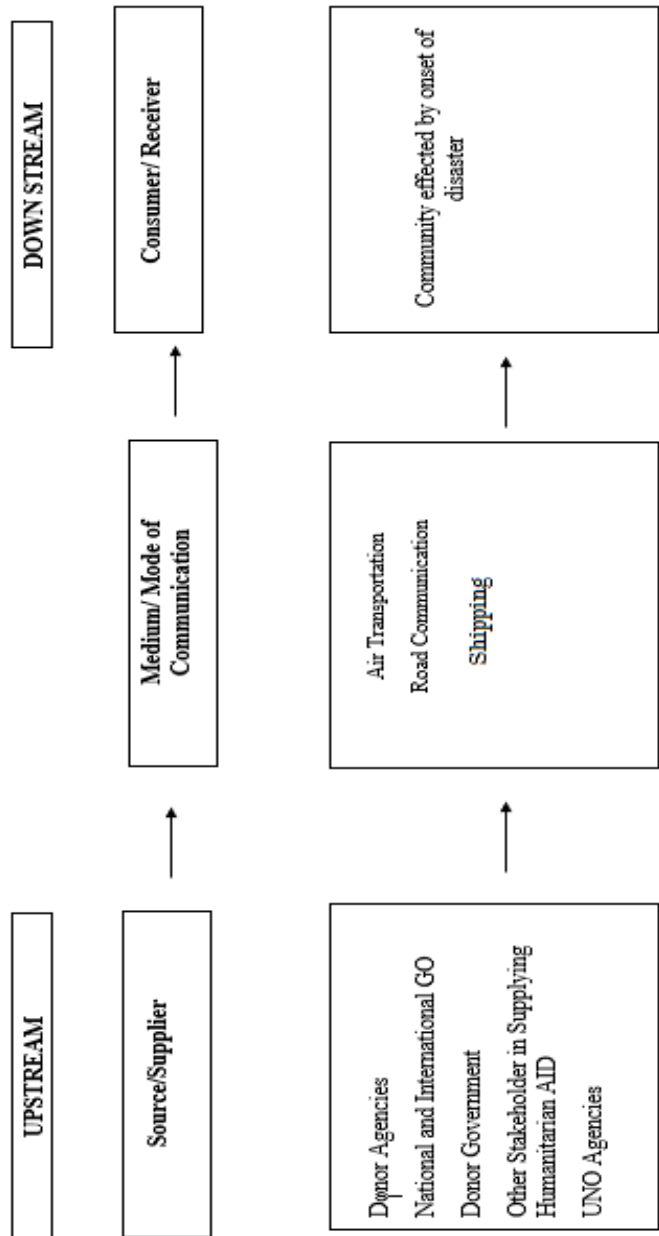 UPSTREAM
DOWN STREAM
Source/Supplier
Medium/ Mode of
Communication
Consumer/ Receiver
Donor Agencies
National and International GO
Donor Government
Other Stakeholder in Supplying
Humanitarian AID
UNO Agencies
Air Transportation
Road Communication
Shipping
Community effected by onset of
disaster